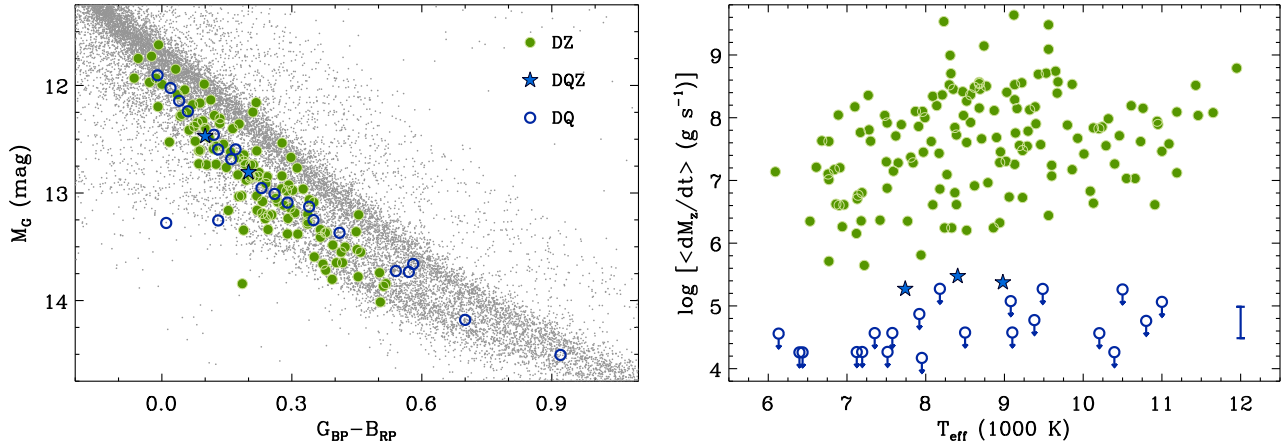 12
13
14
M_G (mag)
0.0 0.3 0.6 0.9
G_BP−B_RP
DZ
DQZ
DQ
9
8
7
6
5
4
log [<dM_z/dt> (g s^−1)]
6 7 8 9 10 11 12
T_eff (1000 K)